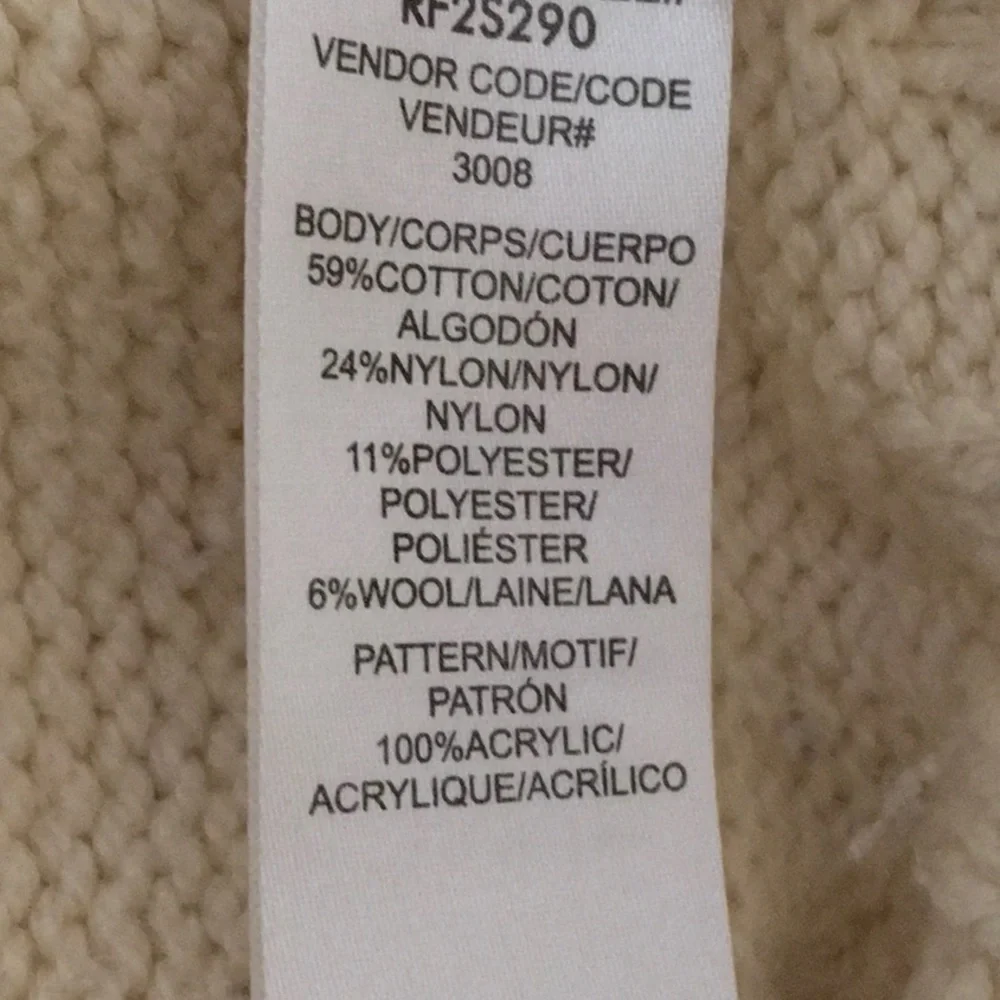 RF2S290
VENDOR CODE/CODE
VENDEUR#
3008
BODY/CORPS/CUERPO
59%COTTON/COTON/
ALGODÓN
24%NYLON/NYLON/
NYLON
11%POLYESTER/
POLYESTER/
POLIÉSTER
6%WOOL/LAINE/LANA
PATTERN/MOTIF/
PATRÓN
100%ACRYLIC/
ACRYLIQUE/ACRÍLICO